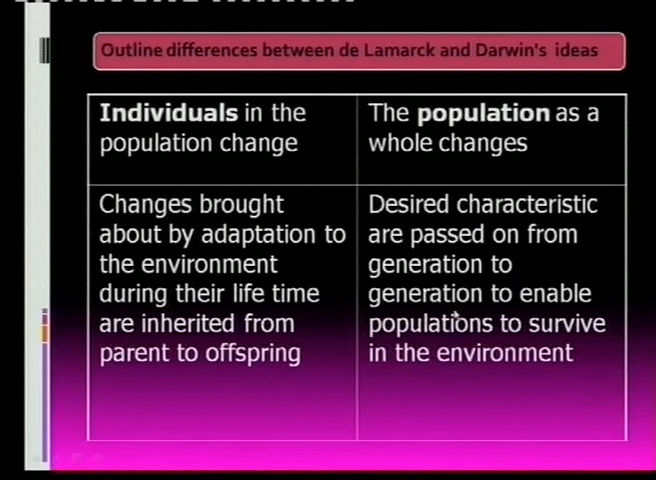 Outline differences between de Lamarck and Darwin's ideas
Individuals in the
population change
The population as a
whole changes
Changes brought
about by adaptation to
the environment
during their life time
are inherited from
parent to offspring
Desired characteristic
are passed on from
generation to
generation to enable
populations to survive
in the environment